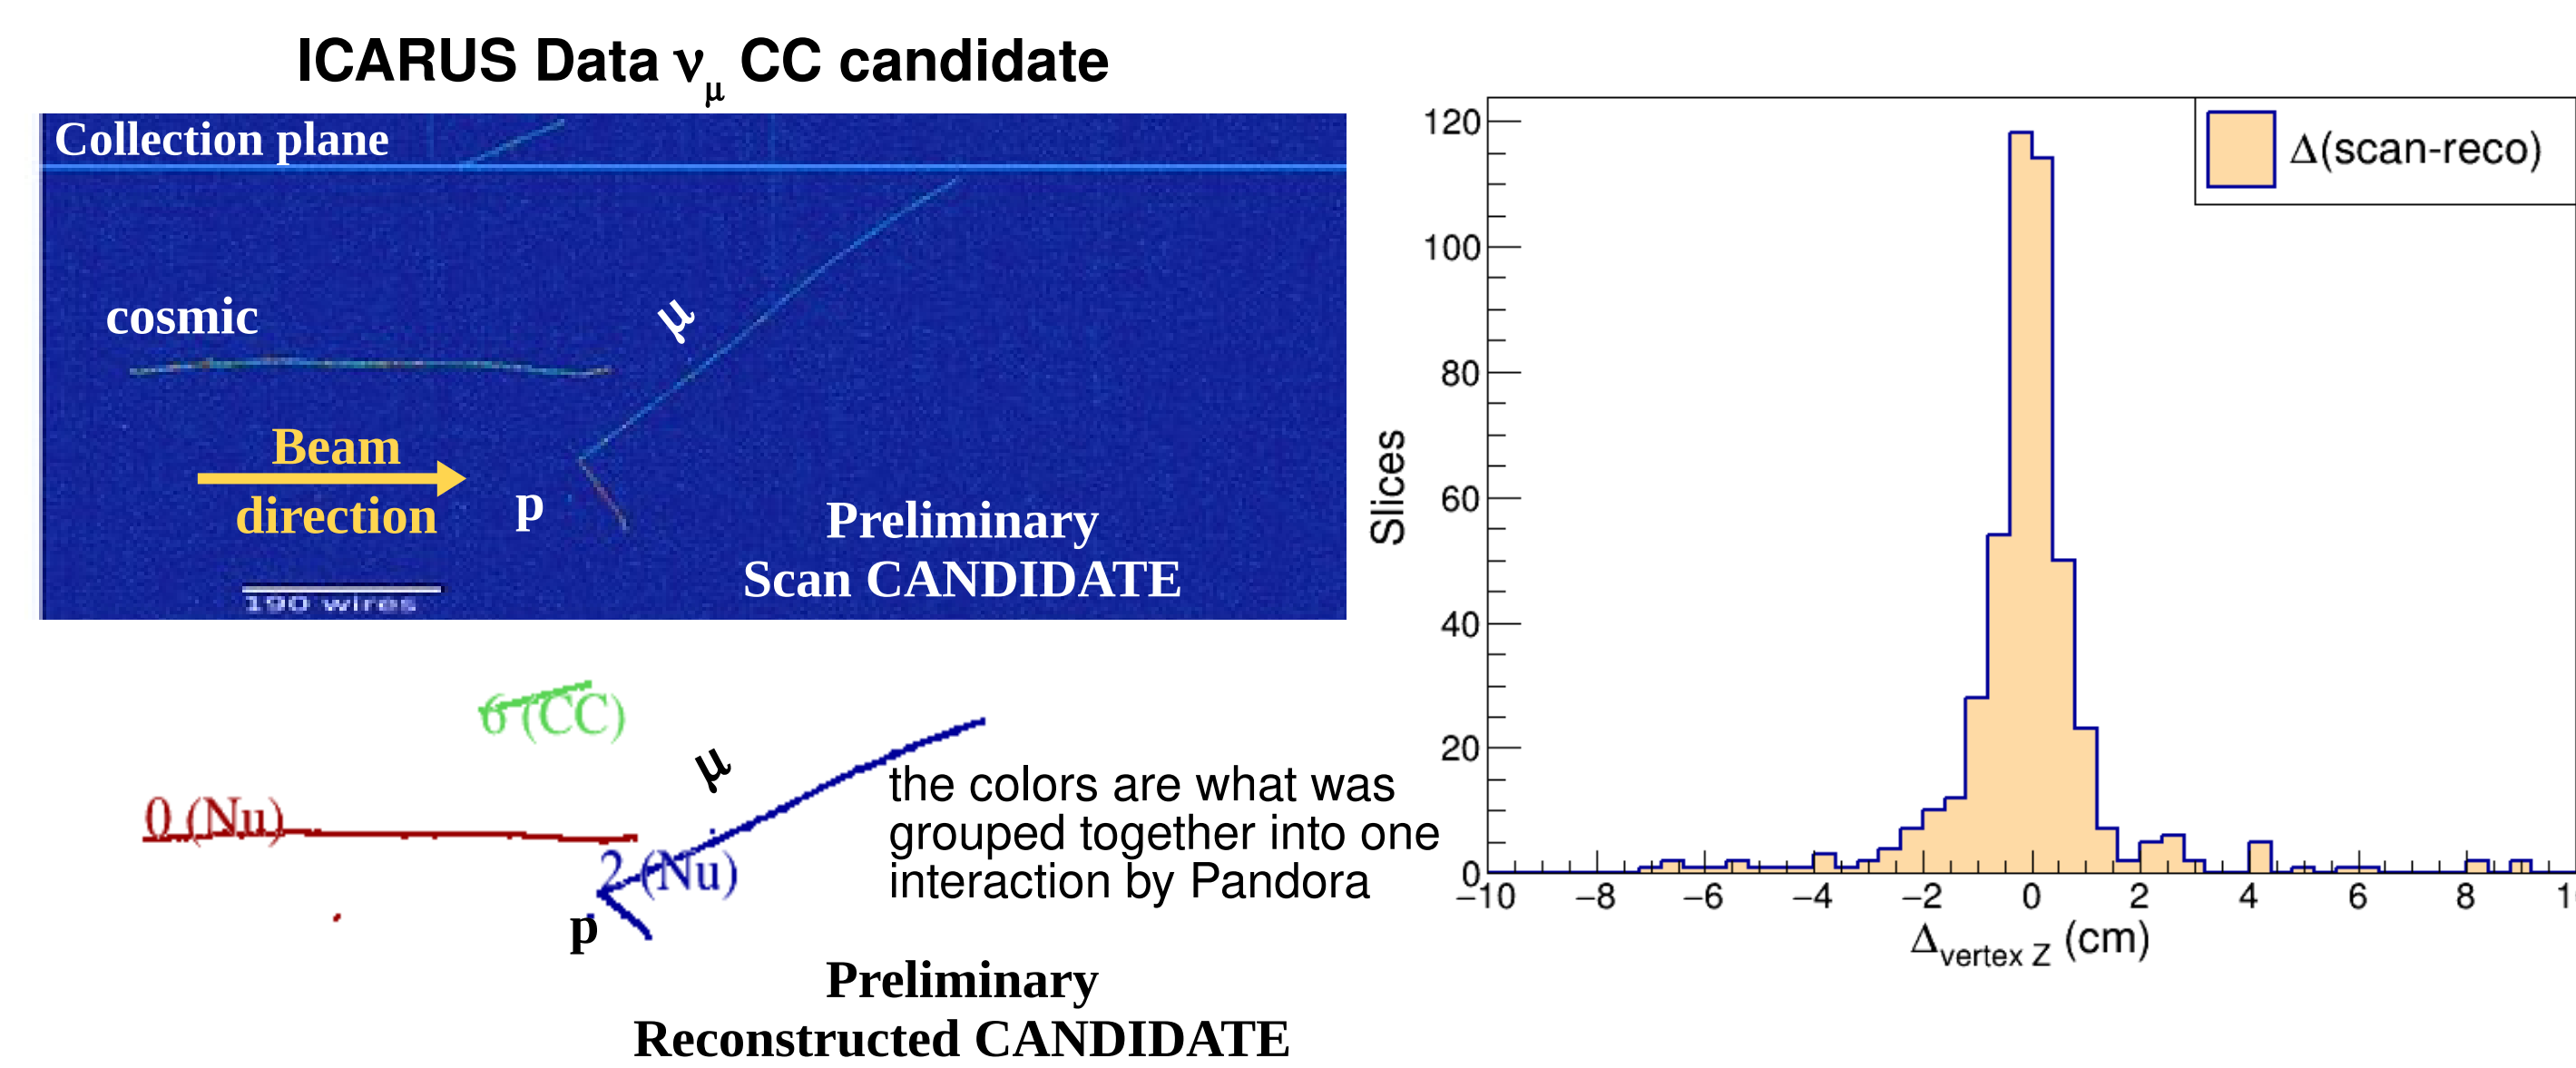 ICARUS Data νμ CC candidate
Collection plane
cosmic
μ
Beam
direction
p
Preliminary
Scan CANDIDATE
190 wires
6 (CC)
0 (Nu)
μ
2 (Nu)
p
the colors are what was
grouped together into one
interaction by Pandora
Preliminary
Reconstructed CANDIDATE
Δ(scan-reco)
Slices
120
100
80
60
40
20
0
−10 −8 −6 −4 −2 0 2 4 6 8
Δvertex Z (cm)